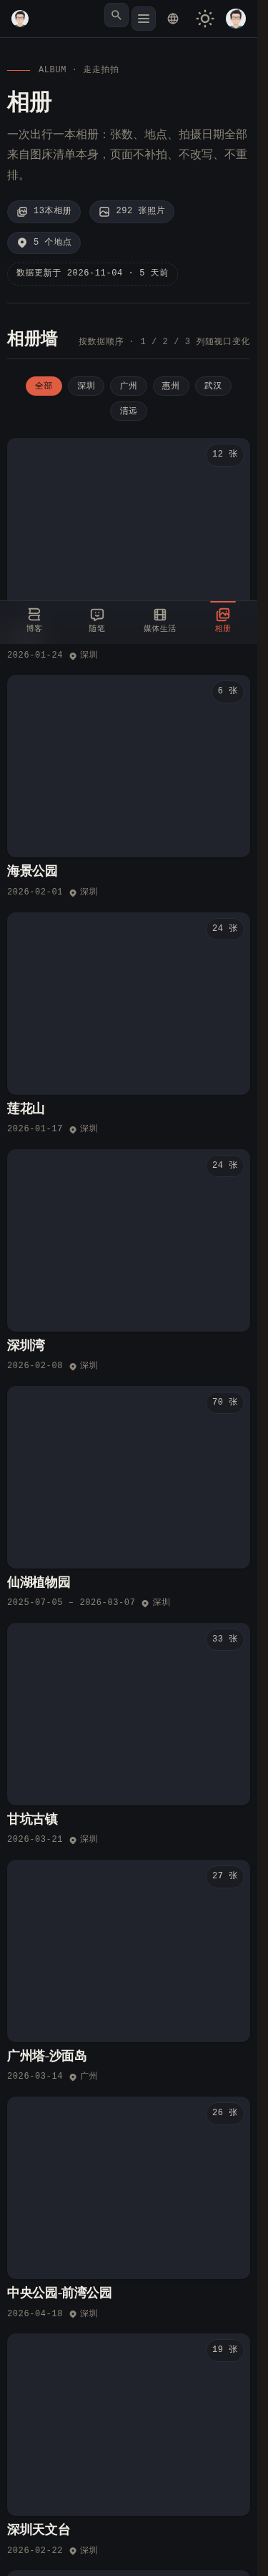 ALBUM · 走走拍拍
相册
一次出行一本相册：张数、地点、拍摄日期全部
来自图床清单本身，页面不补拍、不改写、不重
排。
13本相册
292 张照片
5 个地点
数据更新于 2026-11-04 · 5 天前
相册墙
按数据顺序 · 1 / 2 / 3 列随视口变化
全部
深圳
广州
惠州
武汉
清远
12 张
博客
随笔
媒体生活
相册
2026-01-24 深圳
6 张
海景公园
2026-02-01 深圳
24 张
莲花山
2026-01-17 深圳
24 张
深圳湾
2026-02-08 深圳
70 张
仙湖植物园
2025-07-05 – 2026-03-07 深圳
33 张
甘坑古镇
2026-03-21 深圳
27 张
广州塔-沙面岛
2026-03-14 广州
26 张
中央公园-前湾公园
2026-04-18 深圳
19 张
深圳天文台
2026-02-22 深圳